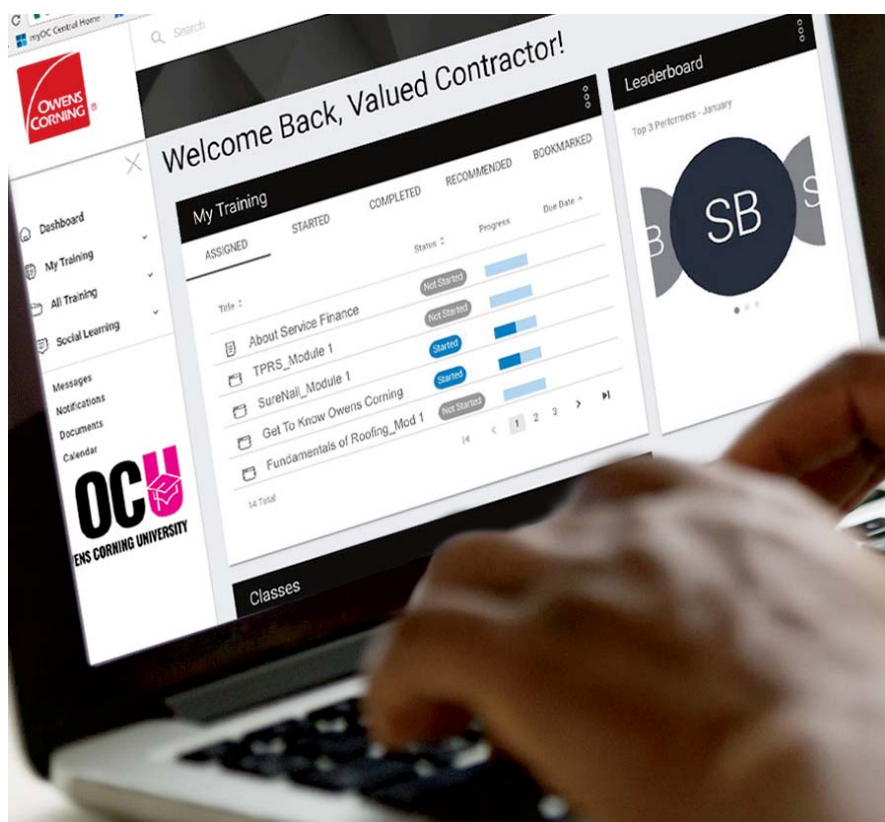 myOC Central Home
Search
OWENS
CORNING ®
Welcome Back, Valued Contractor!
Dashboard
My Training
All Training
Social Learning
Messages
Notifications
Documents
Calendar
OCU
ENS CORNING UNIVERSITY
My Training
ASSIGNED STARTED COMPLETED RECOMMENDED BOOKMARKED
Title Status Progress Due Date
About Service Finance Not Started
TPRS_Module 1 Not Started
SureNail_Module 1 Started
Get To Know Owens Corning Started
Fundamentals of Roofing_Mod 1 Not Started
14 Total 1 2 3
Classes
Leaderboard
Top 3 Performers - January
B SB S